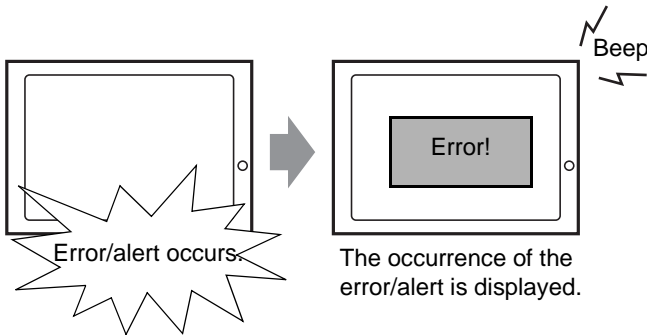 Error/alert occurs.
Error!
Beep
The occurrence of the
error/alert is displayed.